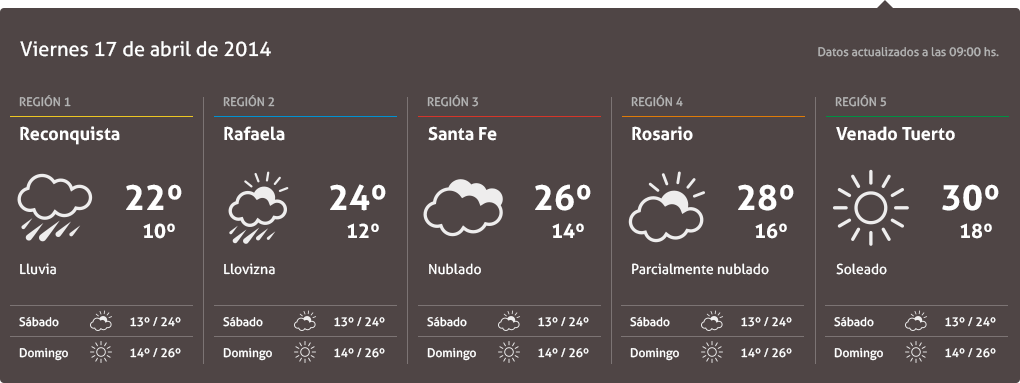 Viernes 17 de abril de 2014
Datos actualizados a las 09:00 hs.
REGIÓN 1
Reconquista
22º
10º
Lluvia
Sábado 13º / 24º
Domingo 14º / 26º
REGIÓN 2
Rafaela
24º
12º
Llovizna
Sábado 13º / 24º
Domingo 14º / 26º
REGIÓN 3
Santa Fe
26º
14º
Nublado
Sábado 13º / 24º
Domingo 14º / 26º
REGIÓN 4
Rosario
28º
16º
Parcialmente nublado
Sábado 13º / 24º
Domingo 14º / 26º
REGIÓN 5
Venado Tuerto
30º
18º
Soleado
Sábado 13º / 24º
Domingo 14º / 26º